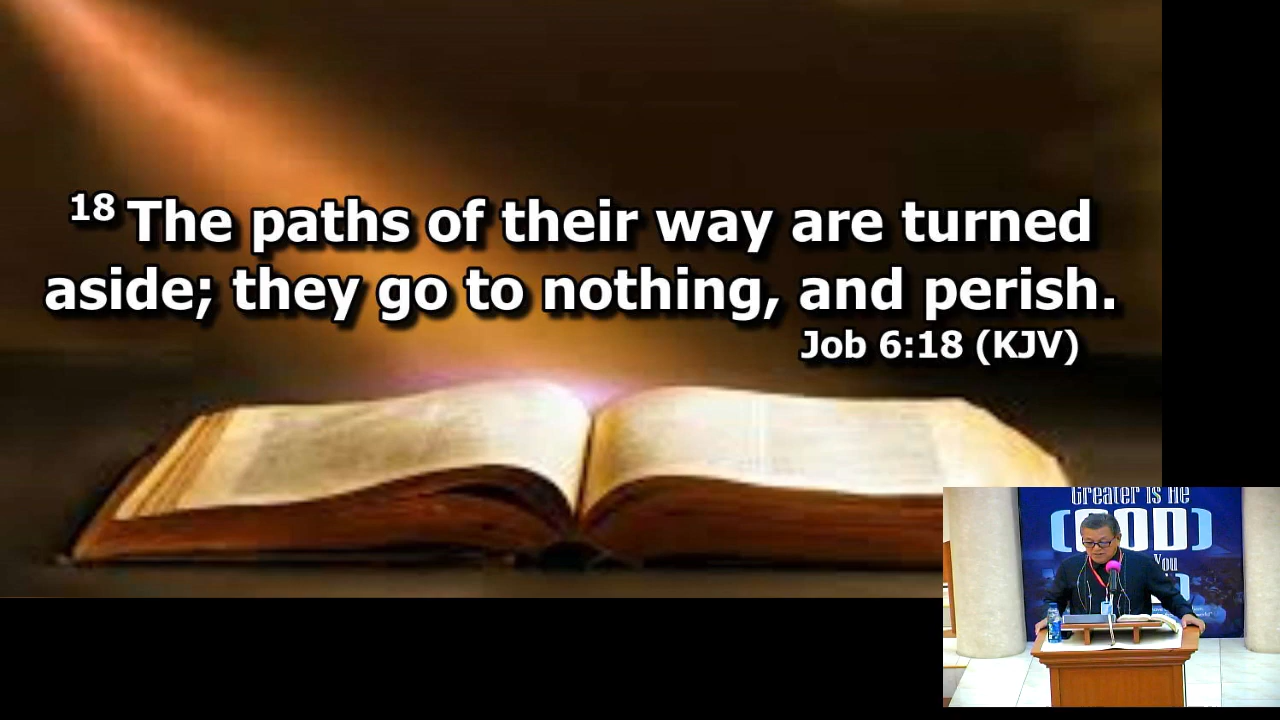 18 The paths of their way are turned
aside; they go to nothing, and perish.
Job 6:18 (KJV)
Greater Is He
(GOD)
You